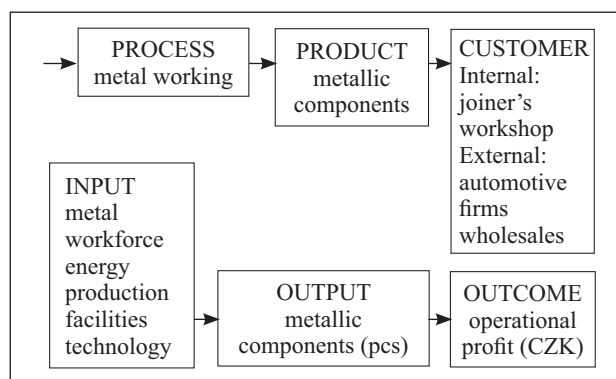 PROCESS
metal working
PRODUCT
metallic
components
CUSTOMER
Internal:
joiner's
workshop
External:
automotive
firms
wholesales
INPUT
metal
workforce
energy
production
facilities
technology
OUTPUT
metallic
components (pcs)
OUTCOME
operational
profit (CZK)